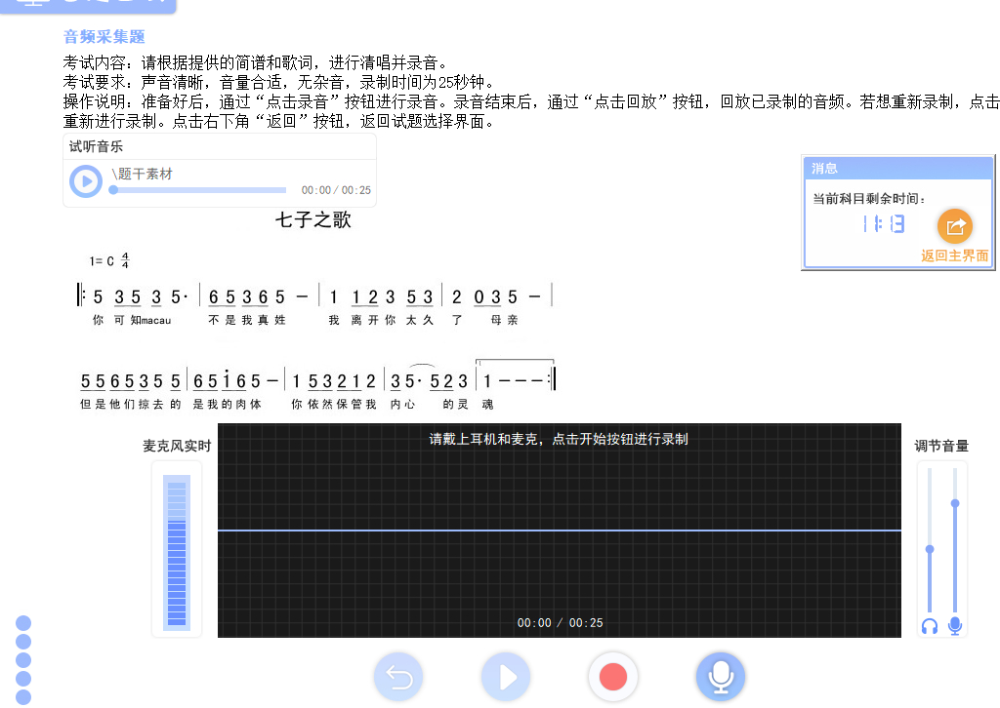 音频采集题
考试内容：请根据提供的简谱和歌词，进行清唱并录音。
考试要求：声音清晰，音量合适，无杂音，录制时间为25秒钟。
操作说明：准备好后，通过“点击录音”按钮进行录音。录音结束后，通过“点击回放”按钮，回放已录制的音频。若想重新录制，点击
重新进行录制。点击右下角“返回”按钮，返回试题选择界面。
试听音乐
\题干素材
00:00 / 00:25
消息
当前科目剩余时间：
11:13
返回主界面
七子之歌
1= C 4/4
5 3 5 3 5· | 6 5 3 6 5 － | 1 1 2 3 5 3 | 2 0 3 5 － |
你 可 知macau 不 是 我 真 姓 我 离 开 你 太 久 了 母 亲
5 5 6 5 3 5 5 | 6 5 i 6 5 － | 1 5 3 2 1 2 | 3 5· 5 2 3 | 1 － － － :|
但 是 他 们 掠 去 的 是 我 的 肉 体 你 依 然 保 管 我 内 心 的 灵 魂
麦克风实时
请戴上耳机和麦克，点击开始按钮进行录制
调节音量
00:00 / 00:25